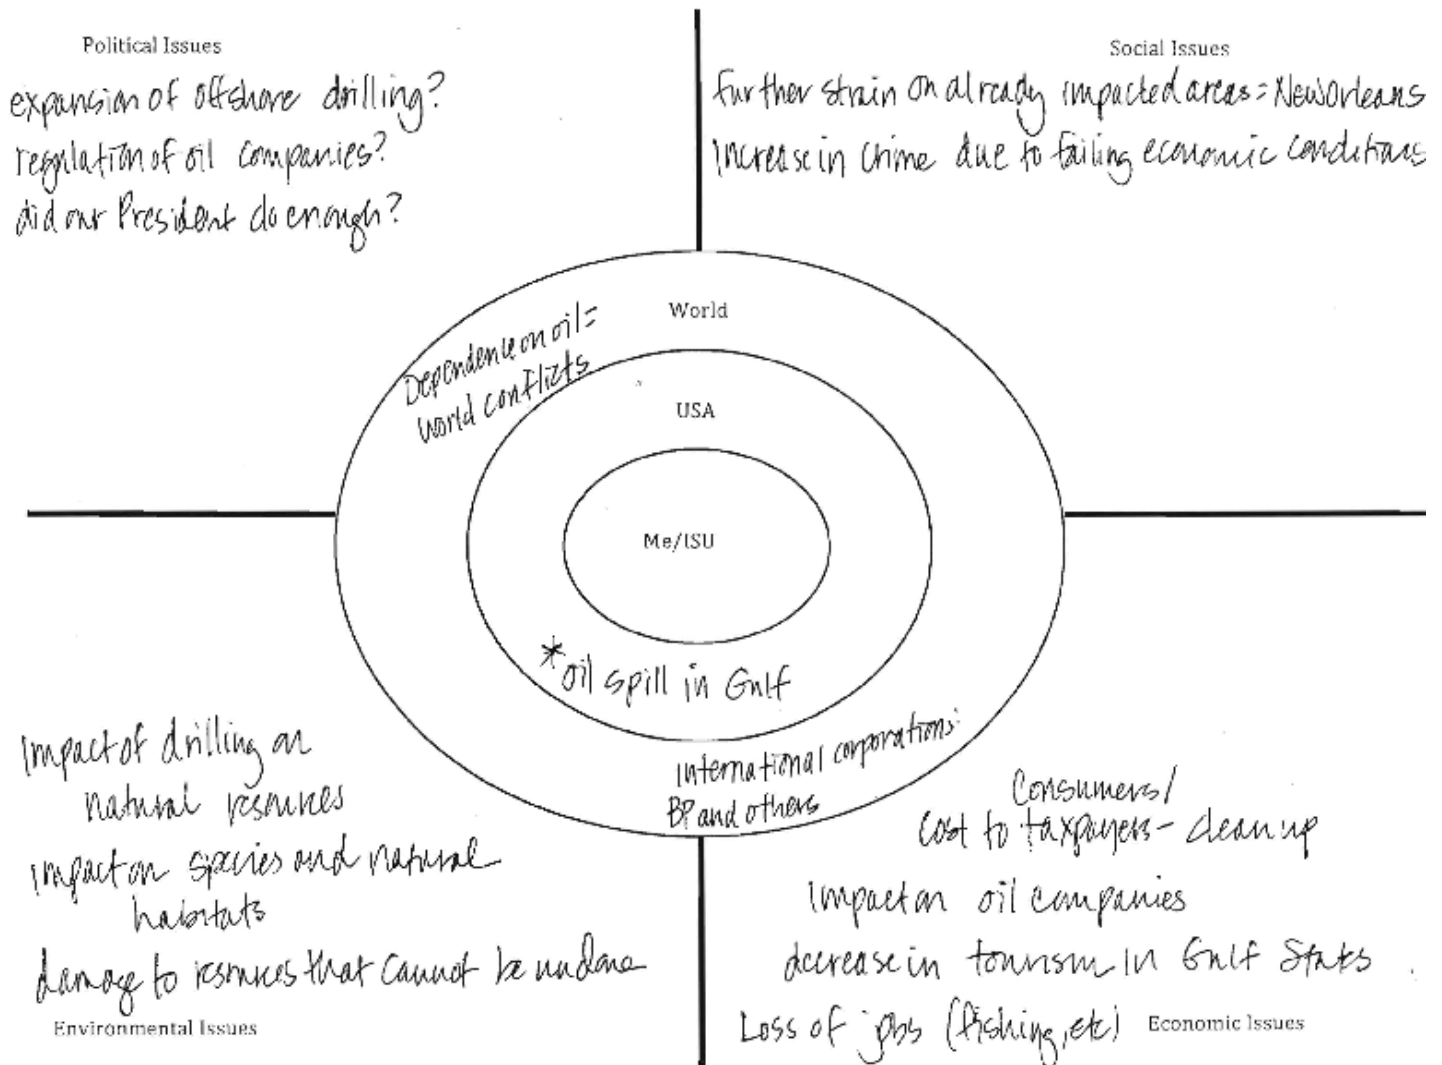 Political Issues
expansion of offshore drilling?
regulation of oil companies?
did our President do enough?
Social Issues
further strain on already impacted areas = New Orleans
Increase in crime due to failing economic conditions
World
Dependence on oil =
world conflicts
USA
Me/ISU
*oil spill in Gulf
International corporations:
BP and others
Impact of drilling on
natural resources
impact on species and natural
habitats
damage to resources that cannot be undone
Environmental Issues
Consumers/
Cost to taxpayers - clean up
Impact on oil companies
decrease in tourism in Gulf States
Loss of jobs (fishing, etc)
Economic Issues